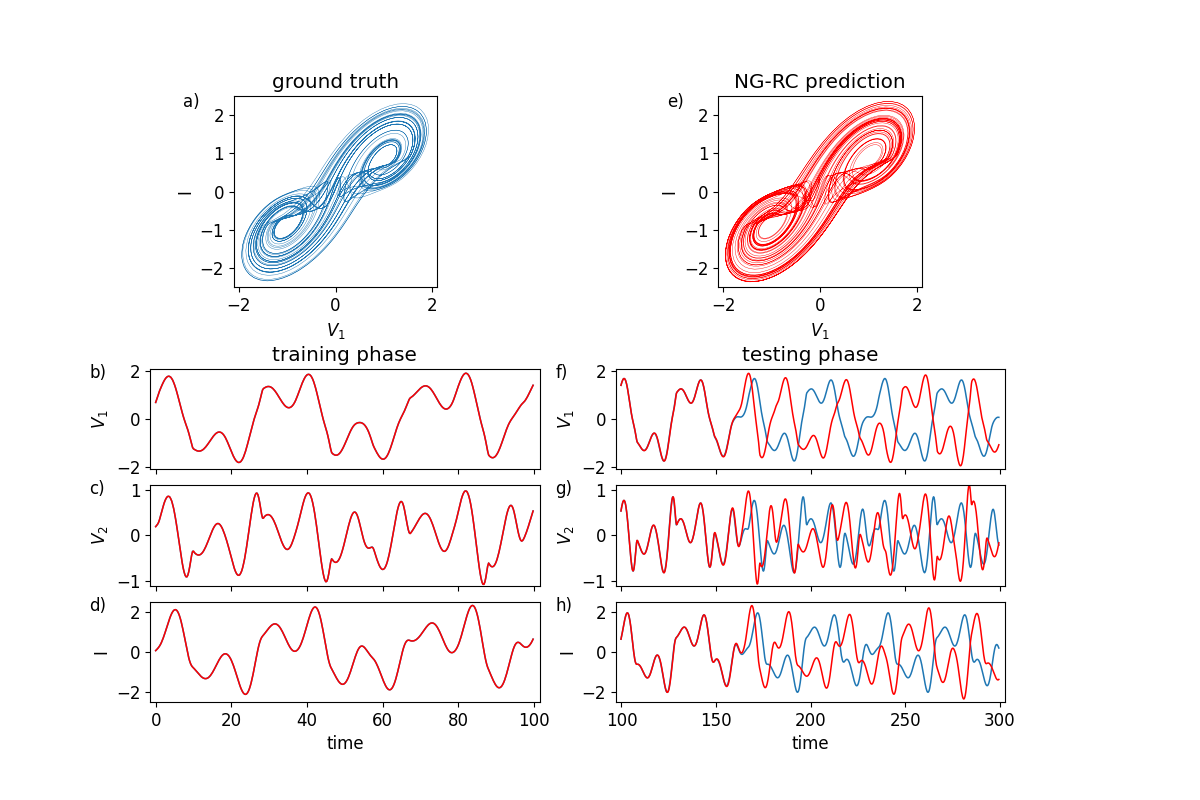 ground truth
a)
2
1
0
−1
−2
I
−2 0 2
V1
NG-RC prediction
e)
2
1
0
−1
−2
I
−2 0 2
V1
training phase
b)
2
0
−2
V1
c)
1
0
−1
V2
d)
2
0
−2
I
0 20 40 60 80 100
time
testing phase
f)
2
0
−2
V1
g)
1
0
−1
V2
h)
2
0
−2
I
100 150 200 250 300
time